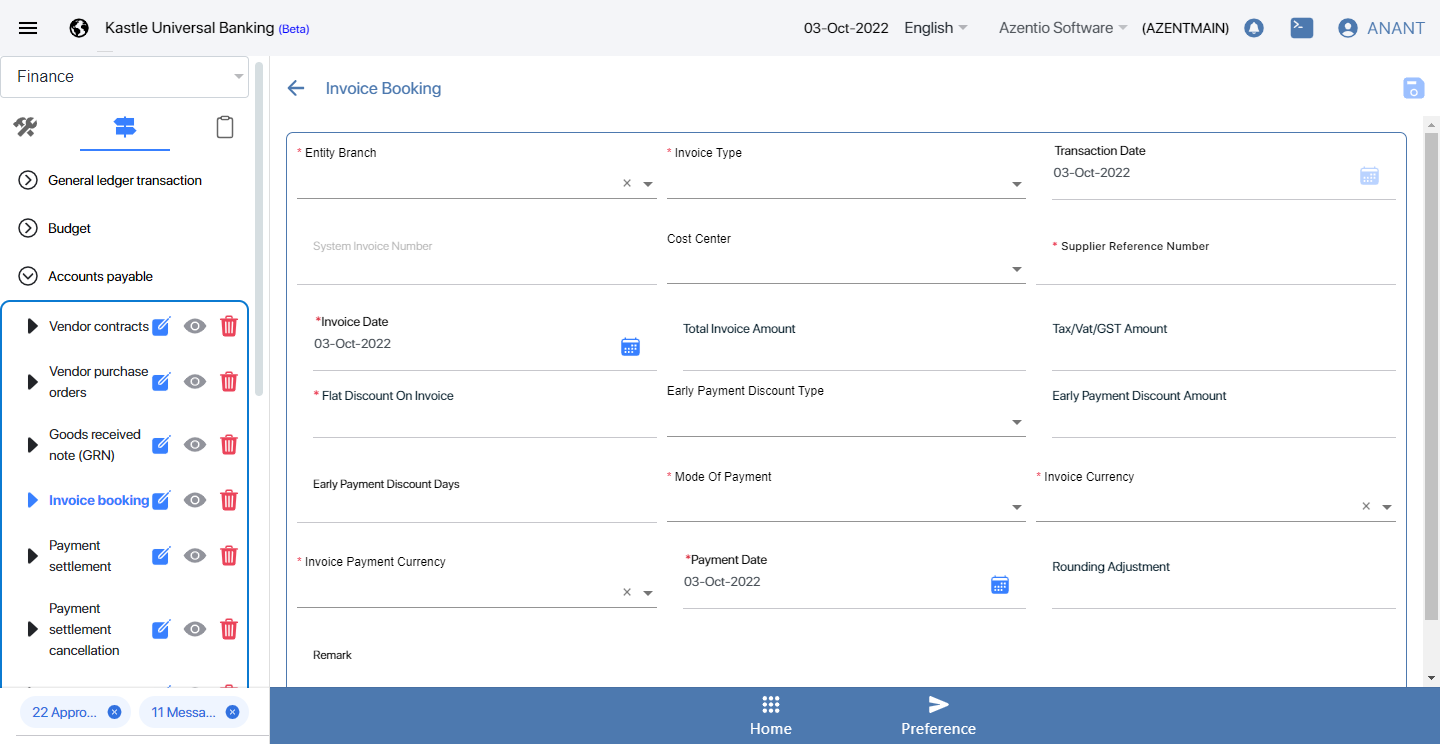 Kastle Universal Banking (Beta)
03-Oct-2022
English
Azentio Software
(AZENTMAIN)
ANANT
Finance
General ledger transaction
Budget
Accounts payable
Vendor contracts
Vendor purchase
orders
Goods received
note (GRN)
Invoice booking
Payment
settlement
Payment
settlement
cancellation
22 Appro...
11 Messa...
Invoice Booking
* Entity Branch
* Invoice Type
Transaction Date
03-Oct-2022
System Invoice Number
Cost Center
* Supplier Reference Number
*Invoice Date
03-Oct-2022
Total Invoice Amount
Tax/Vat/GST Amount
* Flat Discount On Invoice
Early Payment Discount Type
Early Payment Discount Amount
Early Payment Discount Days
* Mode Of Payment
* Invoice Currency
* Invoice Payment Currency
*Payment Date
03-Oct-2022
Rounding Adjustment
Remark
Home
Preference